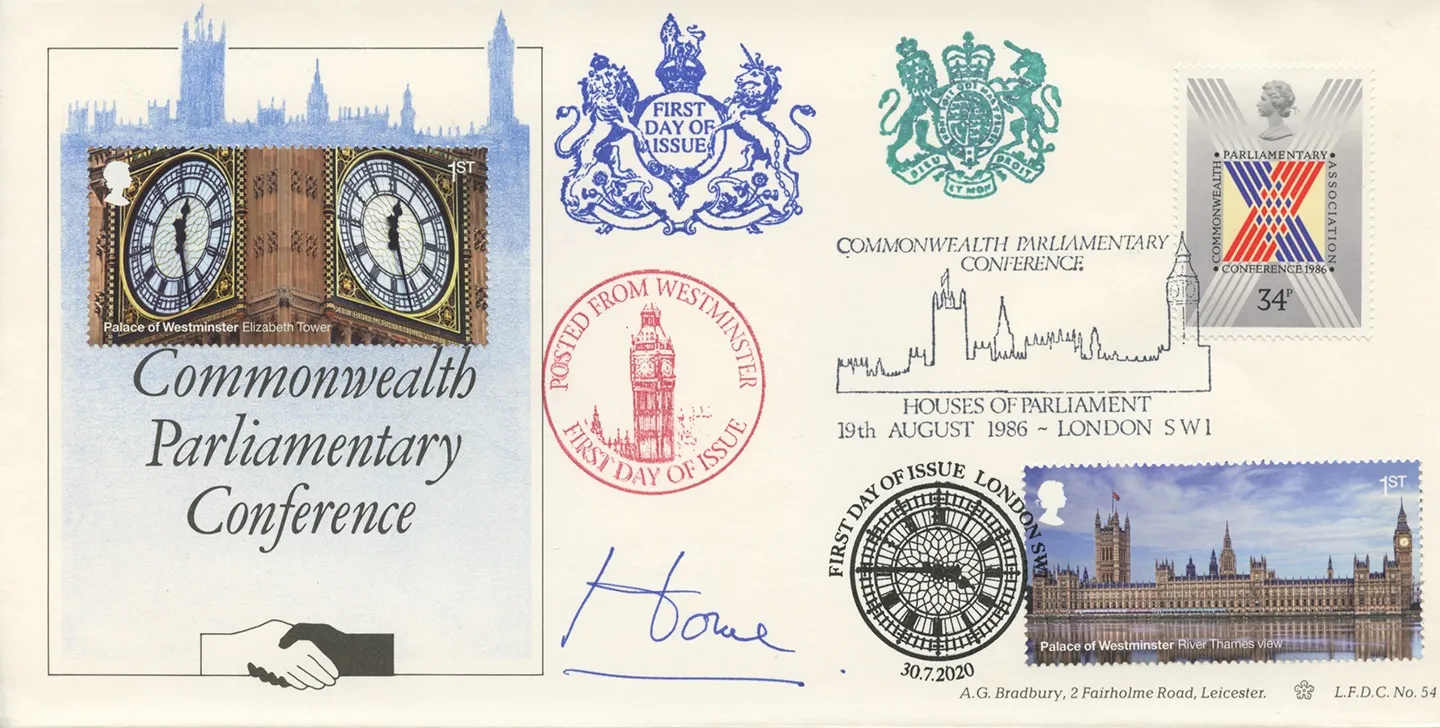 1ST
Palace of Westminster Elizabeth Tower
Commonwealth
Parliamentary
Conference
FIRST
DAY OF
ISSUE
POSTED FROM WESTMINSTER
FIRST DAY OF ISSUE
DIEU
ET MON
DROIT
PARLIAMENTARY
COMMONWEALTH
ASSOCIATION
CONFERENCE 1986
34P
COMMONWEALTH PARLIAMENTARY
CONFERENCE
HOUSES OF PARLIAMENT
19th AUGUST 1986 ~ LONDON SW1
FIRST DAY OF ISSUE LONDON SW1
30.7.2020
1ST
Palace of Westminster River Thames view
A.G. Bradbury, 2 Fairholme Road, Leicester.
L.F.D.C. No. 54